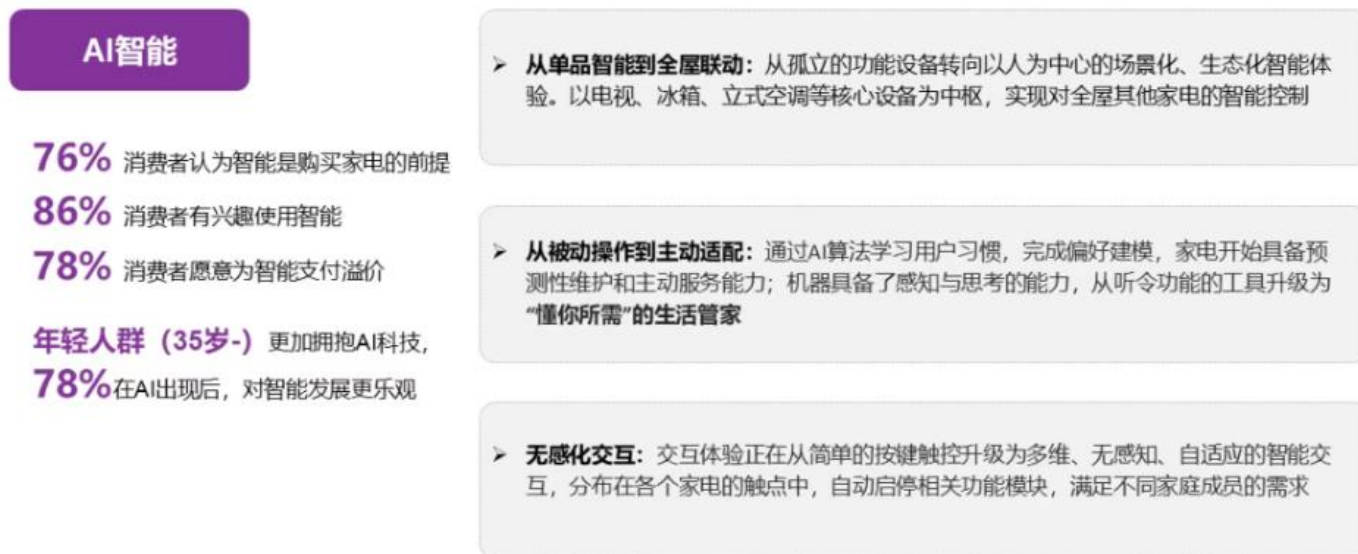 AI智能
76% 消费者认为智能是购买家电的前提
86% 消费者有兴趣使用智能
78% 消费者愿意为智能支付溢价
年轻人群（35岁-）更加拥抱AI科技，
78%在AI出现后，对智能发展更乐观
➢ 从单品智能到全屋联动：从孤立的功能设备转向以人为中心的场景化、生态化智能体
验。以电视、冰箱、立式空调等核心设备为中枢，实现对全屋其他家电的智能控制
➢ 从被动操作到主动适配：通过AI算法学习用户习惯，完成偏好建模，家电开始具备预
测性维护和主动服务能力；机器具备了感知与思考的能力，从听令功能的工具升级为
“懂你所需”的生活管家
➢ 无感化交互：交互体验正在从简单的按键触控升级为多维、无感知、自适应的智能交
互，分布在各个家电的触点中，自动启停相关功能模块，满足不同家庭成员的需求